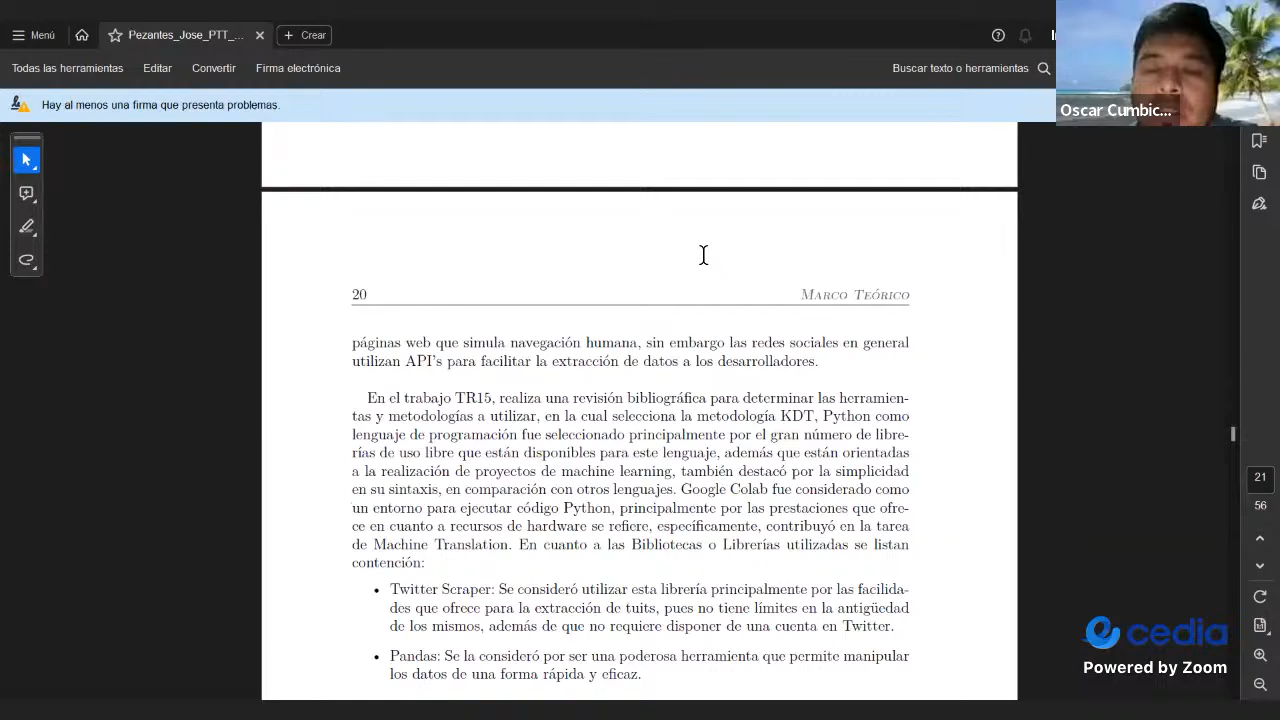 Menú
Pezantes_Jose_PTT_...
Crear
Todas las herramientas
Editar
Convertir
Firma electrónica
Buscar texto o herramientas
Oscar Cumbic...
Hay al menos una firma que presenta problemas.
20
Marco Teórico
páginas web que simula navegación humana, sin embargo las redes sociales en general
utilizan API's para facilitar la extracción de datos a los desarrolladores.
En el trabajo TR15, realiza una revisión bibliográfica para determinar las herramien-
tas y metodologías a utilizar, en la cual selecciona la metodología KDT, Python como
lenguaje de programación fue seleccionado principalmente por el gran número de libre-
rías de uso libre que están disponibles para este lenguaje, además que están orientadas
a la realización de proyectos de machine learning, también destacó por la simplicidad
en su sintaxis, en comparación con otros lenguajes. Google Colab fue considerado como
un entorno para ejecutar código Python, principalmente por las prestaciones que ofre-
ce en cuanto a recursos de hardware se refiere, específicamente, contribuyó en la tarea
de Machine Translation. En cuanto a las Bibliotecas o Librerías utilizadas se listan
contención:
• Twitter Scraper: Se consideró utilizar esta librería principalmente por las facilida-
des que ofrece para la extracción de tuits, pues no tiene límites en la antigüedad
de los mismos, además de que no requiere disponer de una cuenta en Twitter.
• Pandas: Se la consideró por ser una poderosa herramienta que permite manipular
los datos de una forma rápida y eficaz.
21
56
cedia
Powered by Zoom